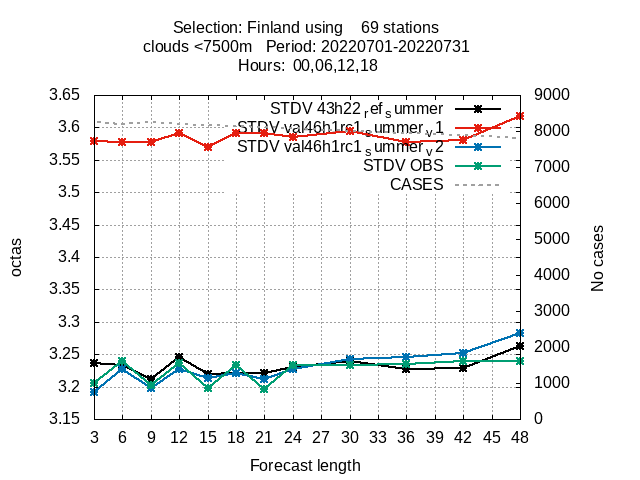 Selection: Finland using 69 stations
clouds <7500m Period: 20220701-20220731
Hours: 00,06,12,18
3.65
3.6
3.55
3.5
3.45
3.4
3.35
3.3
3.25
3.2
3.15
octas
STDV 43h22_ref_summer
STDV val46h1rc1_summer_v1
STDV val46h1rc1_summer_v2
STDV OBS
CASES
9000
8000
7000
6000
5000
4000
3000
2000
1000
0
No cases
3 6 9 12 15 18 21 24 27 30 33 36 39 42 45 48
Forecast length